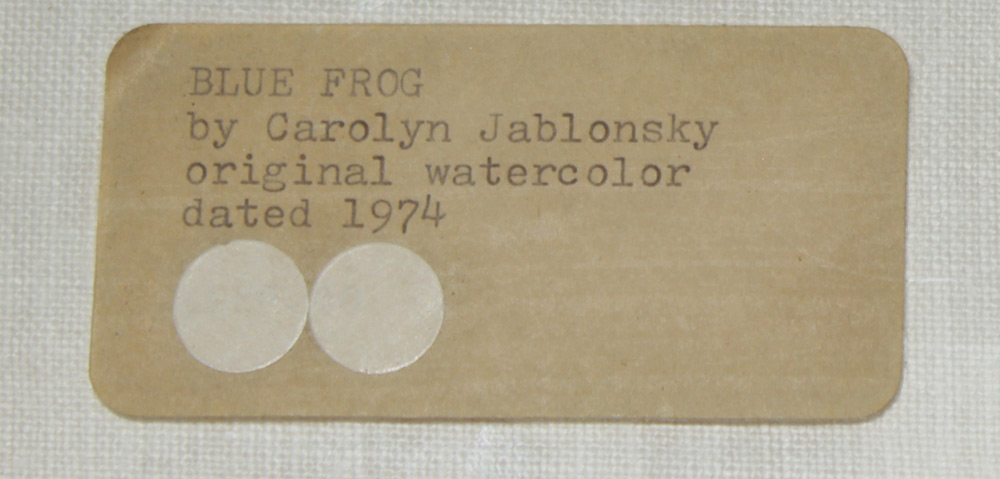 BLUE FROG
by Carolyn Jablonsky
original watercolor
dated 1974